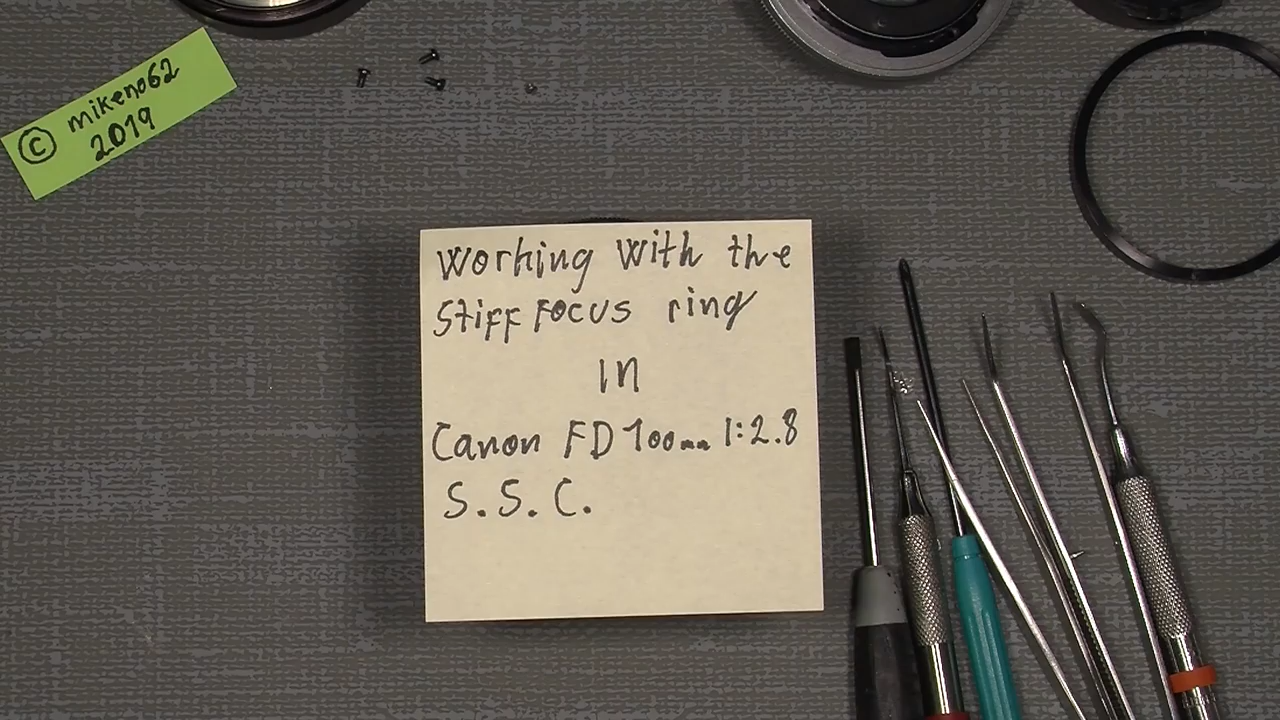 © mikeno62
2019
Working with the
Stiff Focus ring
in
Canon FD 100mm 1:2.8
S.S.C.